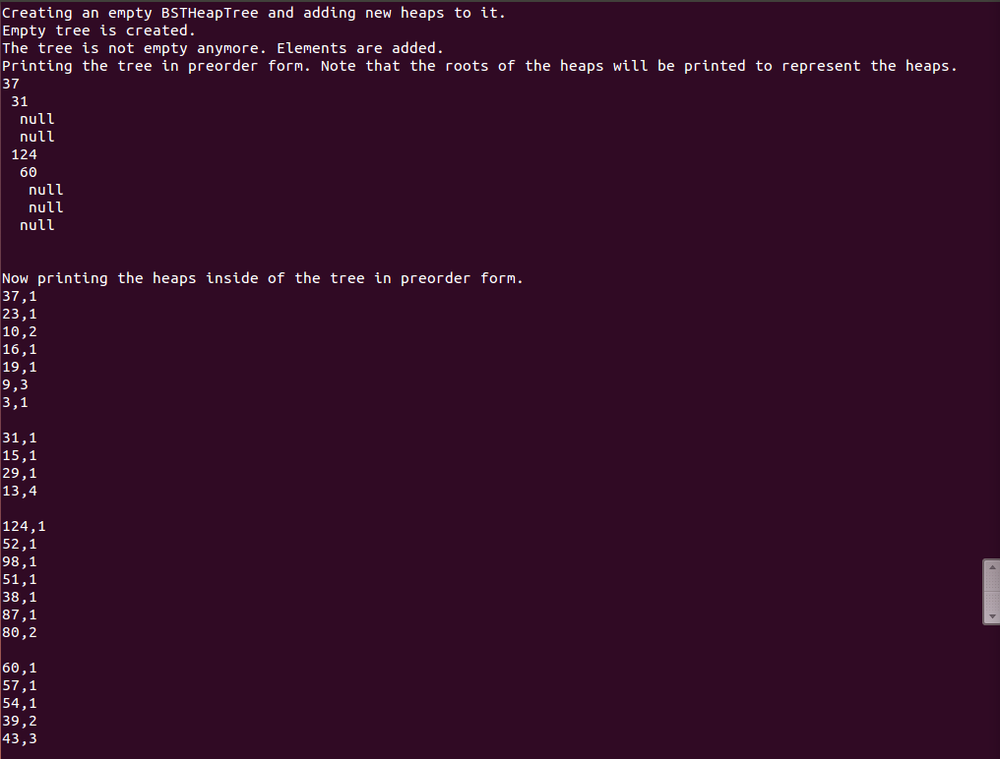 Creating an empty BSTHeapTree and adding new heaps to it.
Empty tree is created.
The tree is not empty anymore. Elements are added.
Printing the tree in preorder form. Note that the roots of the heaps will be printed to represent the heaps.
37
 31
  null
  null
 124
  60
   null
   null
  null

Now printing the heaps inside of the tree in preorder form.
37,1
23,1
10,2
16,1
19,1
9,3
3,1

31,1
15,1
29,1
13,4

124,1
52,1
98,1
51,1
38,1
87,1
80,2

60,1
57,1
54,1
39,2
43,3